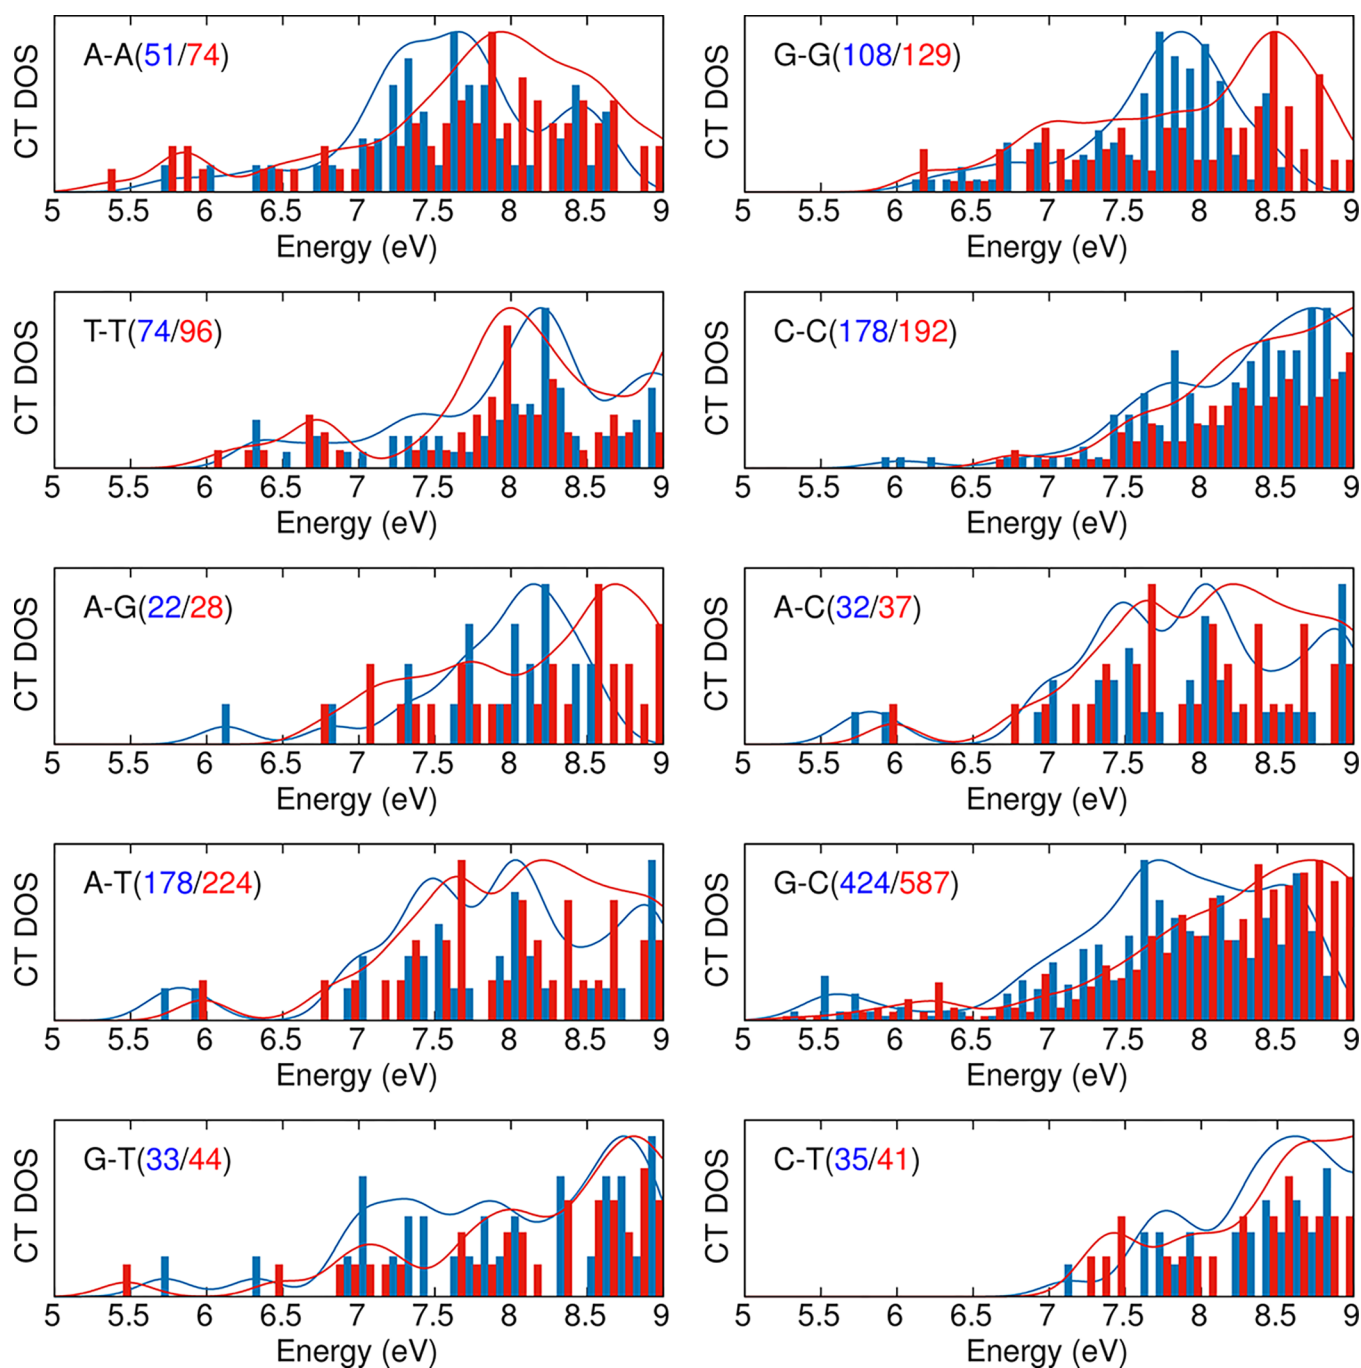 CT DOS
A-A(51/74)
5 5.5 6 6.5 7 7.5 8 8.5 9
Energy (eV)
CT DOS
G-G(108/129)
5 5.5 6 6.5 7 7.5 8 8.5 9
Energy (eV)
CT DOS
T-T(74/96)
5 5.5 6 6.5 7 7.5 8 8.5 9
Energy (eV)
CT DOS
C-C(178/192)
5 5.5 6 6.5 7 7.5 8 8.5 9
Energy (eV)
CT DOS
A-G(22/28)
5 5.5 6 6.5 7 7.5 8 8.5 9
Energy (eV)
CT DOS
A-C(32/37)
5 5.5 6 6.5 7 7.5 8 8.5 9
Energy (eV)
CT DOS
A-T(178/224)
5 5.5 6 6.5 7 7.5 8 8.5 9
Energy (eV)
CT DOS
G-C(424/587)
5 5.5 6 6.5 7 7.5 8 8.5 9
Energy (eV)
CT DOS
G-T(33/44)
5 5.5 6 6.5 7 7.5 8 8.5 9
Energy (eV)
CT DOS
C-T(35/41)
5 5.5 6 6.5 7 7.5 8 8.5 9
Energy (eV)